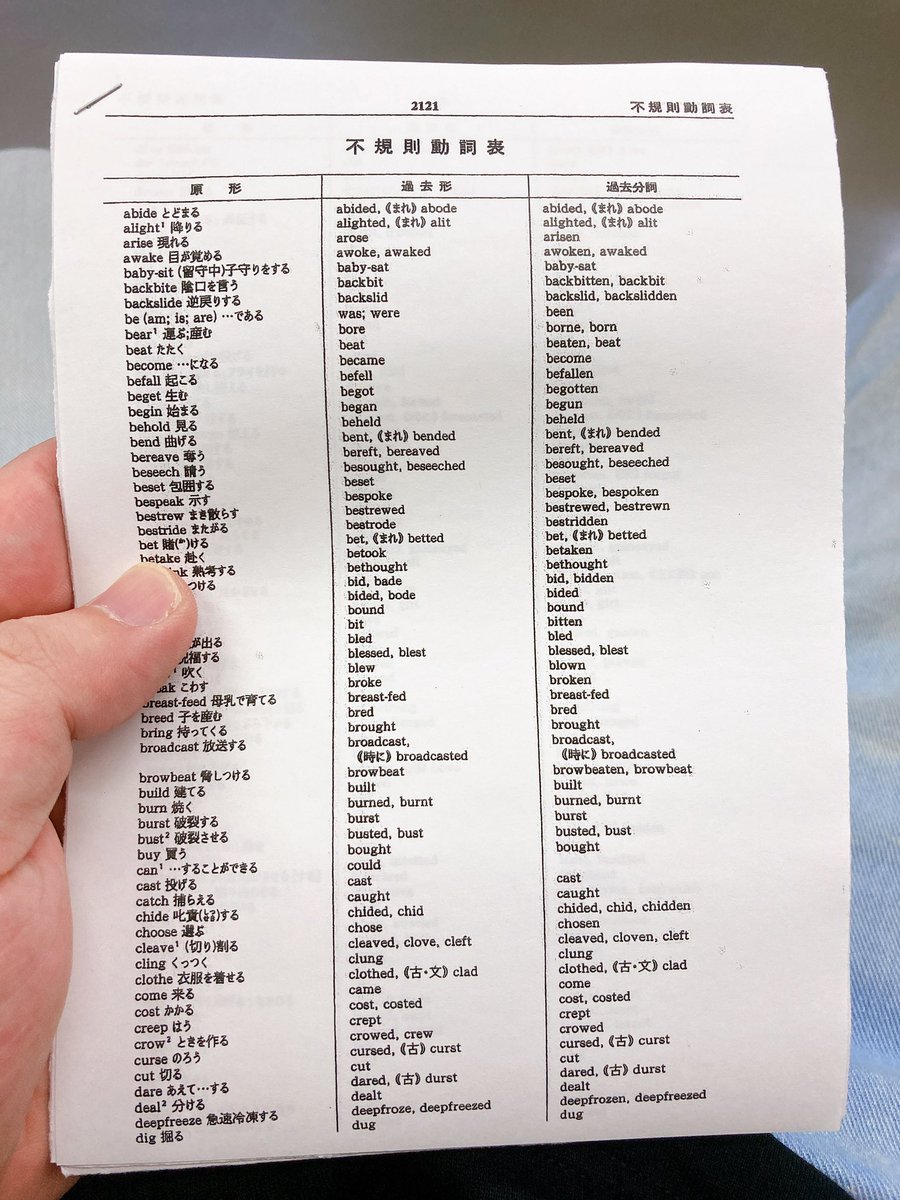 2121 不規則動詞表
不規則動詞表
原形 過去形 過去分詞
abide とどまる abided, 《まれ》 abode abided, 《まれ》 abode
alight¹ 降りる alighted, 《まれ》 alit alighted, 《まれ》 alit
arise 現れる arose arisen
awake 目が覚める awoke, awaked awoken, awaked
baby-sit (留守中)子守りをする baby-sat baby-sat
backbite 陰口を言う backbit backbitten, backbit
backslide 逆戻りする backslid backslid, backslidden
be (am; is; are) …である was; were been
bear¹ 運ぶ;産む bore borne, born
beat たたく beat beaten, beat
become …になる became become
befall 起こる befell befallen
beget 生む begot begotten
begin 始まる began begun
behold 見る beheld beheld
bend 曲げる bent, 《まれ》 bended bent, 《まれ》 bended
bereave 奪う bereft, bereaved bereft, bereaved
beseech 請う besought, beseeched besought, beseeched
beset 包囲する beset beset
bespeak 示す bespoke bespoke, bespoken
bestrew まき散らす bestrewed bestrewed, bestrewn
bestride またがる bestrode bestridden
bet 賭(か)ける bet, 《まれ》 betted bet, 《まれ》 betted
betake 赴く betook betaken
熟考する bethought bethought
つける bid, bade bid, bidden
bided, bode bided
bound bound
bit bitten
が出る bled bled
祝福する blessed, blest blessed, blest
吹く blew blown
こわす broke broken
breast-feed 母乳で育てる breast-fed breast-fed
breed 子を産む bred bred
bring 持ってくる brought brought
broadcast 放送する broadcast, broadcast,
《時に》 broadcasted 《時に》 broadcasted
browbeat 脅しつける browbeat browbeaten, browbeat
build 建てる built built
burn 焼く burned, burnt burned, burnt
burst 破裂する burst burst
bust² 破裂させる busted, bust busted, bust
buy 買う bought bought
can¹ …することができる could
cast 投げる cast cast
catch 捕らえる caught caught
chide 叱責(しっせき)する chided, chid chided, chid, chidden
choose 選ぶ chose chosen
cleave¹ (切り)削る cleaved, clove, cleft cleaved, cloven, cleft
cling くっつく clung clung
clothe 衣服を着せる clothed, 《古・文》 clad clothed, 《古・文》 clad
come 来る came come
cost かかる cost, costed cost, costed
creep はう crept crept
crow² ときを作る crowed, crew crowed
curse のろう cursed, 《古》 curst cursed, 《古》 curst
cut 切る cut cut
dare あえて…する dared, 《古》 durst dared, 《古》 durst
deal² 分ける dealt dealt
deepfreeze 急速冷凍する deepfroze, deepfreezed deepfrozen, deepfreezed
dig 掘る dug dug